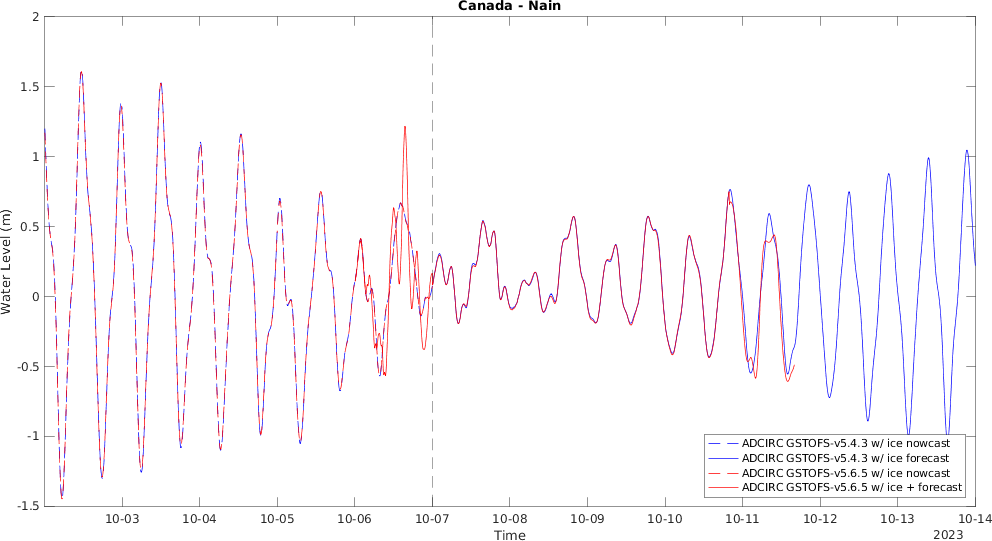 Canada - Nain
2
1.5
1
0.5
0
-0.5
-1
-1.5
Water Level (m)
10-03 10-04 10-05 10-06 10-07 10-08 10-09 10-10 10-11 10-12 10-13 10-14
Time
2023
ADCIRC GSTOFS-v5.4.3 w/ ice nowcast
ADCIRC GSTOFS-v5.4.3 w/ ice forecast
ADCIRC GSTOFS-v5.6.5 w/ ice nowcast
ADCIRC GSTOFS-v5.6.5 w/ ice + forecast